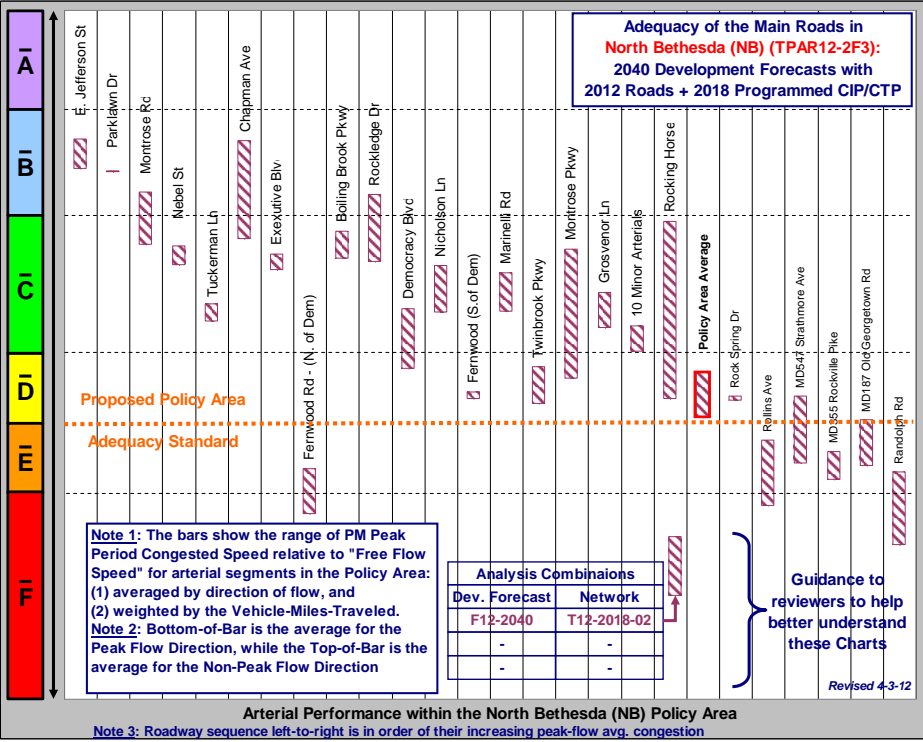 Adequacy of the Main Roads in
North Bethesda (NB) (TPAR12-2F3):
2040 Development Forecasts with
2012 Roads + 2018 Programmed CIP/CTP
A
B
C
D
E
F
E. Jefferson St
Parklawn Dr
Montrose Rd
Nebel St
Tuckerman Ln
Chapman Ave
Exexutive Blv
Fernwood Rd - (N. of Dem)
Boiling Brook Pkwy
Rockledge Dr
Democracy Blvd
Nicholson Ln
Fernwood (S.of Dem)
Marinelli Rd
Twinbrook Pkwy
Montrose Pkwy
Grosvenor Ln
10 Minor Arterials
Rocking Horse
Policy Area Average
Rock Spring Dr
Rollins Ave
MD547 Strathmore Ave
MD355 Rockville Pike
MD187 Old Georgetown Rd
Randolph Rd
Proposed Policy Area
Adequacy Standard
Note 1: The bars show the range of PM Peak
Period Congested Speed relative to "Free Flow
Speed" for arterial segments in the Policy Area:
(1) averaged by direction of flow, and
(2) weighted by the Vehicle-Miles-Traveled.
Note 2: Bottom-of-Bar is the average for the
Peak Flow Direction, while the Top-of-Bar is the
average for the Non-Peak Flow Direction
Analysis Combinaions
Dev. Forecast Network
F12-2040 T12-2018-02
- -
- -
Guidance to
reviewers to help
better understand
these Charts
Revised 4-3-12
Arterial Performance within the North Bethesda (NB) Policy Area
Note 3: Roadway sequence left-to-right is in order of their increasing peak-flow avg. congestion